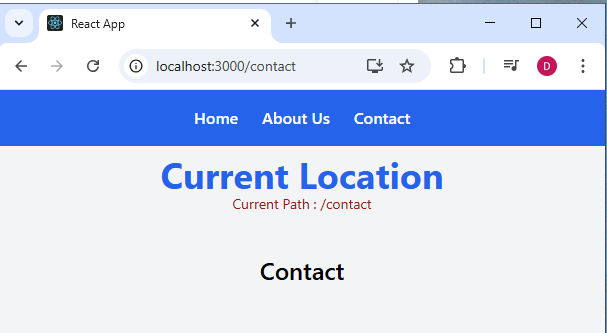 React App
localhost:3000/contact
D
Home About Us Contact
Current Location
Current Path : /contact
Contact